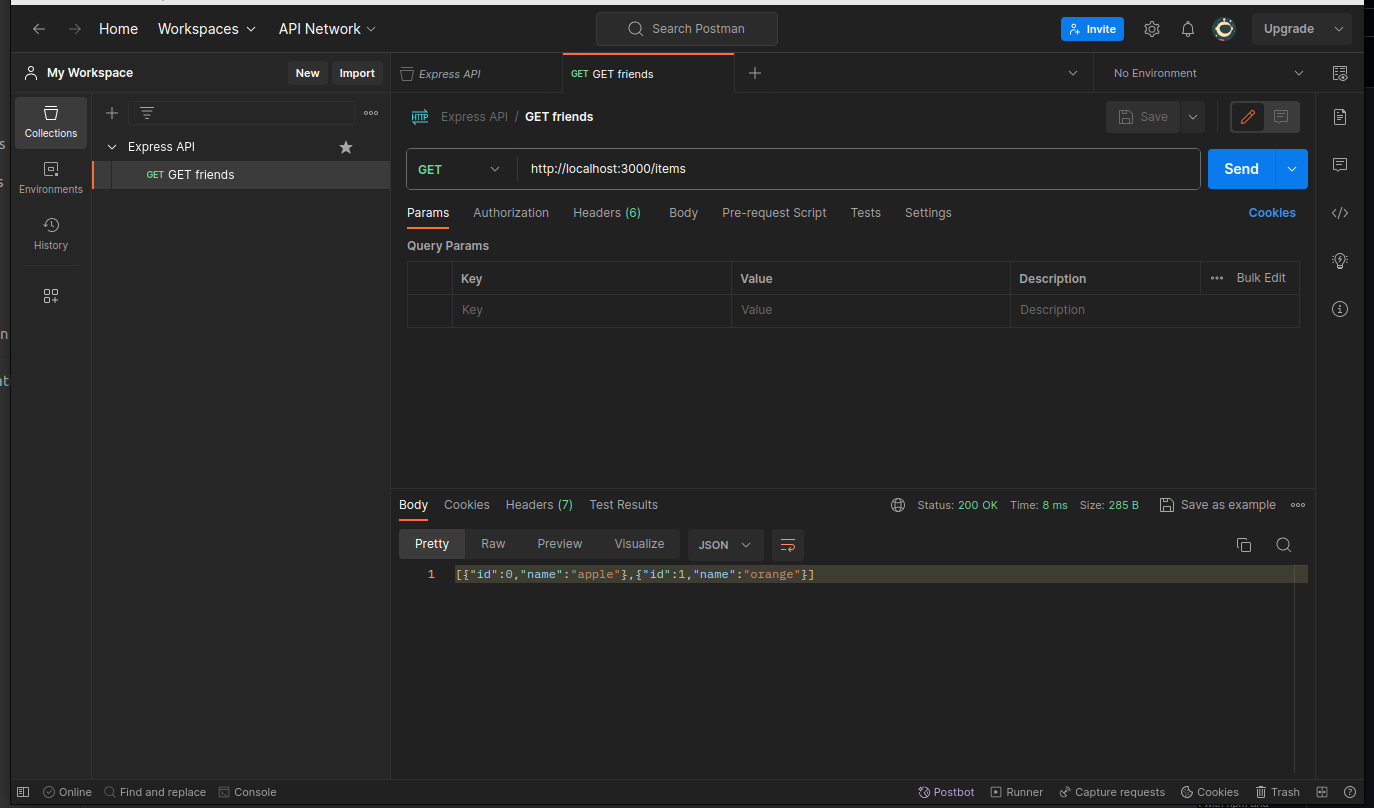 Home Workspaces API Network Search Postman Invite Upgrade
My Workspace New Import Express API GET GET friends No Environment
Collections
Environments
History
Express API
GET GET friends
HTTP Express API / GET friends Save
GET http://localhost:3000/items Send
Params Authorization Headers (6) Body Pre-request Script Tests Settings Cookies
Query Params
Key Value Description Bulk Edit
Key Value Description
Body Cookies Headers (7) Test Results Status: 200 OK Time: 8 ms Size: 285 B Save as example
Pretty Raw Preview Visualize JSON
1 [{"id":0,"name":"apple"},{"id":1,"name":"orange"}]
Online Find and replace Console Postbot Runner Capture requests Cookies Trash